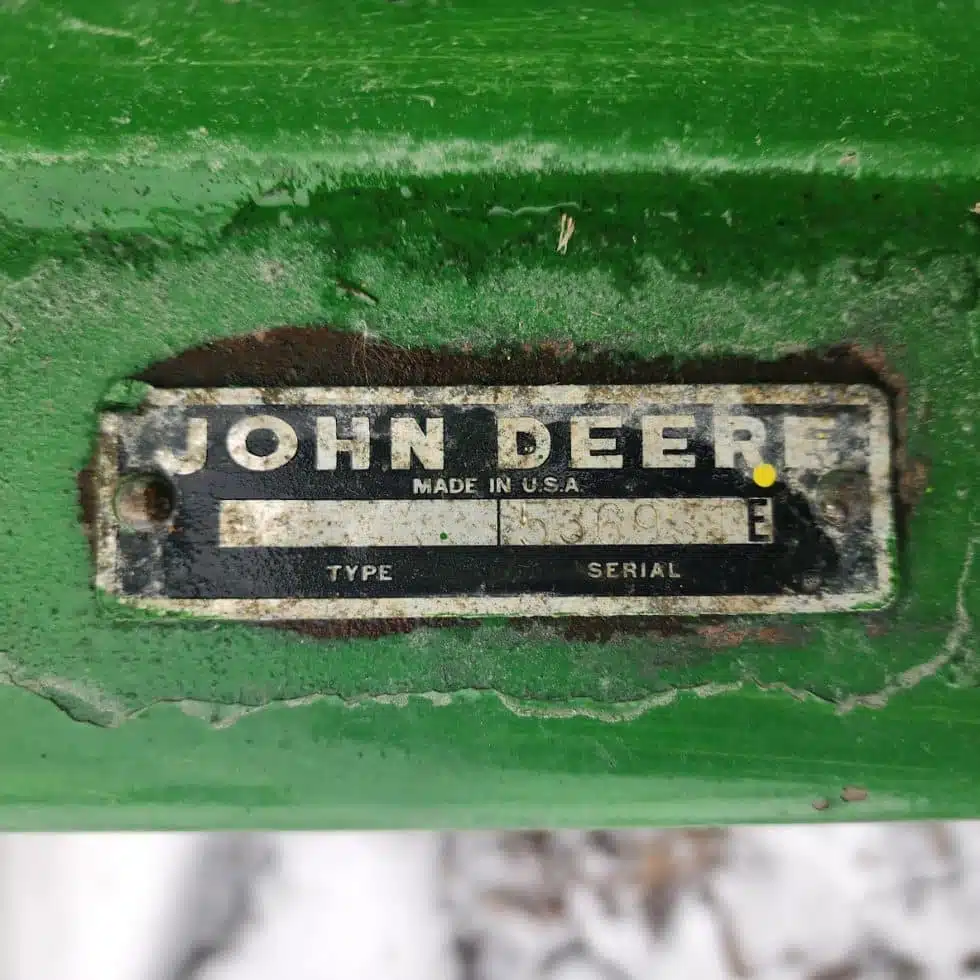 JOHN DEERE
MADE IN U.S.A
E
TYPE SERIAL